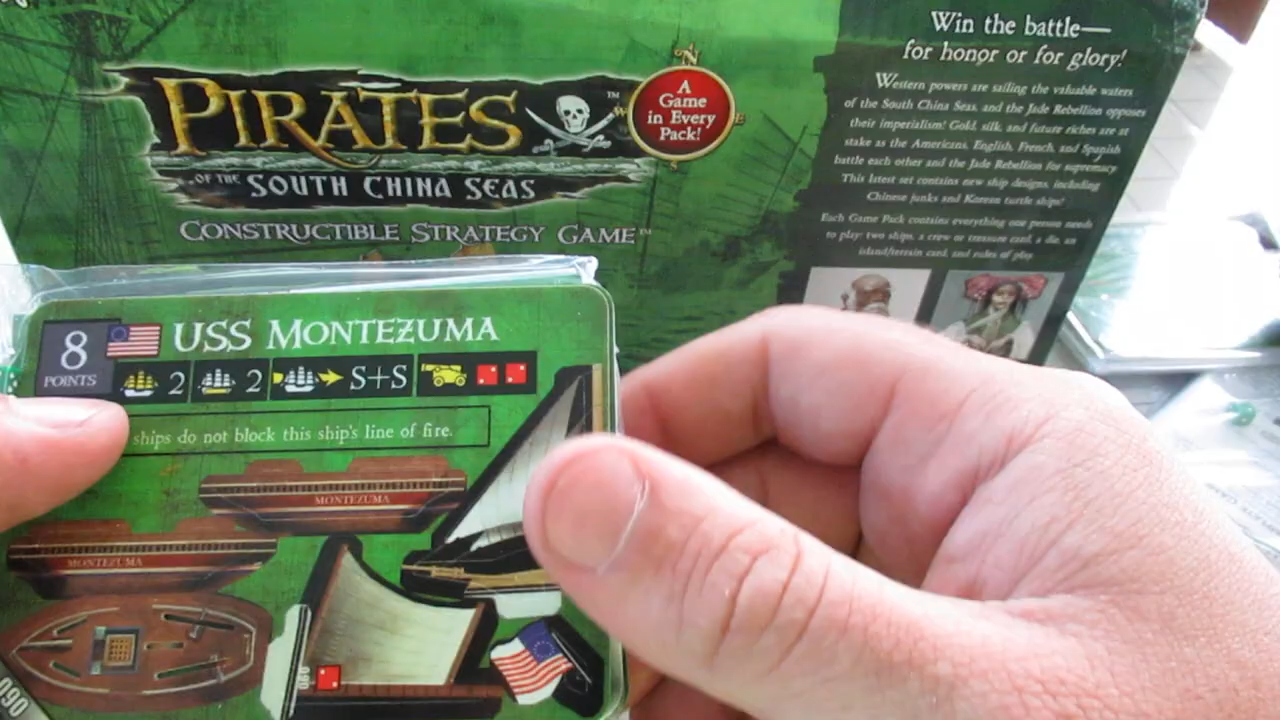 PIRATES
™
OF THE SOUTH CHINA SEAS
CONSTRUCTIBLE STRATEGY GAME™
N
W
E
A
Game
in Every
Pack!
Win the battle—
for honor or for glory!
Western powers are sailing the valuable waters
of the South China Seas, and the Jade Rebellion opposes
their imperialism! Gold, silk, and future riches are at
stake as the Americans, English, French, and Spanish
battle each other and the Jade Rebellion for supremacy.
This latest set contains new ship designs, including
Chinese junks and Korean turtle ships!
Each Game Pack contains everything one person needs
to play: two ships, a crew or treasure card, a die, an
island/terrain card, and rules of play.
8
POINTS
USS MONTEZUMA
2
2
S+S
ships do not block this ship's line of fire.
MONTEZUMA
MONTEZUMA
090
090